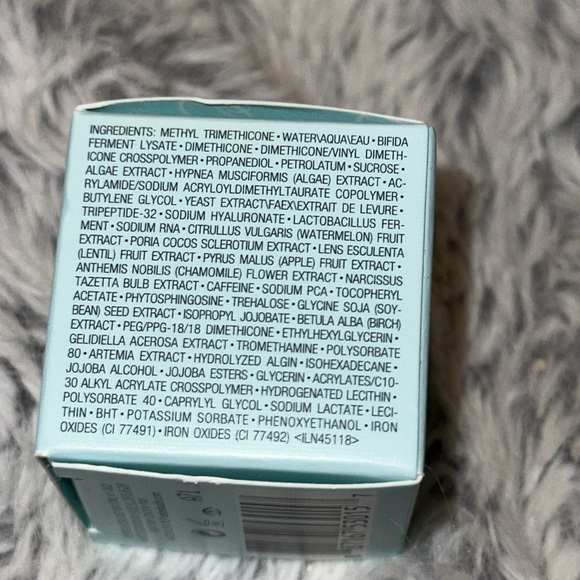 INGREDIENTS: METHYL TRIMETHICONE • WATER\AQUA\EAU • BIFIDA
FERMENT LYSATE • DIMETHICONE • DIMETHICONE/VINYL DIMETH-
ICONE CROSSPOLYMER • PROPANEDIOL • PETROLATUM • SUCROSE •
ALGAE EXTRACT • HYPNEA MUSCIFORMIS (ALGAE) EXTRACT • AC-
RYLAMIDE/SODIUM ACRYLOYLDIMETHYLTAURATE COPOLYMER •
BUTYLENE GLYCOL • YEAST EXTRACT\FAEX\EXTRAIT DE LEVURE •
TRIPEPTIDE-32 • SODIUM HYALURONATE • LACTOBACILLUS FER-
MENT • SODIUM RNA • CITRULLUS VULGARIS (WATERMELON) FRUIT
EXTRACT • PORIA COCOS SCLEROTIUM EXTRACT • LENS ESCULENTA
(LENTIL) FRUIT EXTRACT • PYRUS MALUS (APPLE) FRUIT EXTRACT •
ANTHEMIS NOBILIS (CHAMOMILE) FLOWER EXTRACT • NARCISSUS
TAZETTA BULB EXTRACT • CAFFEINE • SODIUM PCA • TOCOPHERYL
ACETATE • PHYTOSPHINGOSINE • TREHALOSE • GLYCINE SOJA (SOY-
BEAN) SEED EXTRACT • ISOPROPYL JOJOBATE • BETULA ALBA (BIRCH)
EXTRACT • PEG/PPG-18/18 DIMETHICONE • ETHYLHEXYLGLYCERIN •
GELIDIELLA ACEROSA EXTRACT • TROMETHAMINE • POLYSORBATE
80 • ARTEMIA EXTRACT • HYDROLYZED ALGIN • ISOHEXADECANE •
JOJOBA ALCOHOL • JOJOBA ESTERS • GLYCERIN • ACRYLATES/C10-
30 ALKYL ACRYLATE CROSSPOLYMER • HYDROGENATED LECITHIN •
POLYSORBATE 40 • CAPRYLYL GLYCOL • SODIUM LACTATE • LECI-
THIN • BHT • POTASSIUM SORBATE • PHENOXYETHANOL • IRON
OXIDES (CI 77491) • IRON OXIDES (CI 77492) <ILN45118>